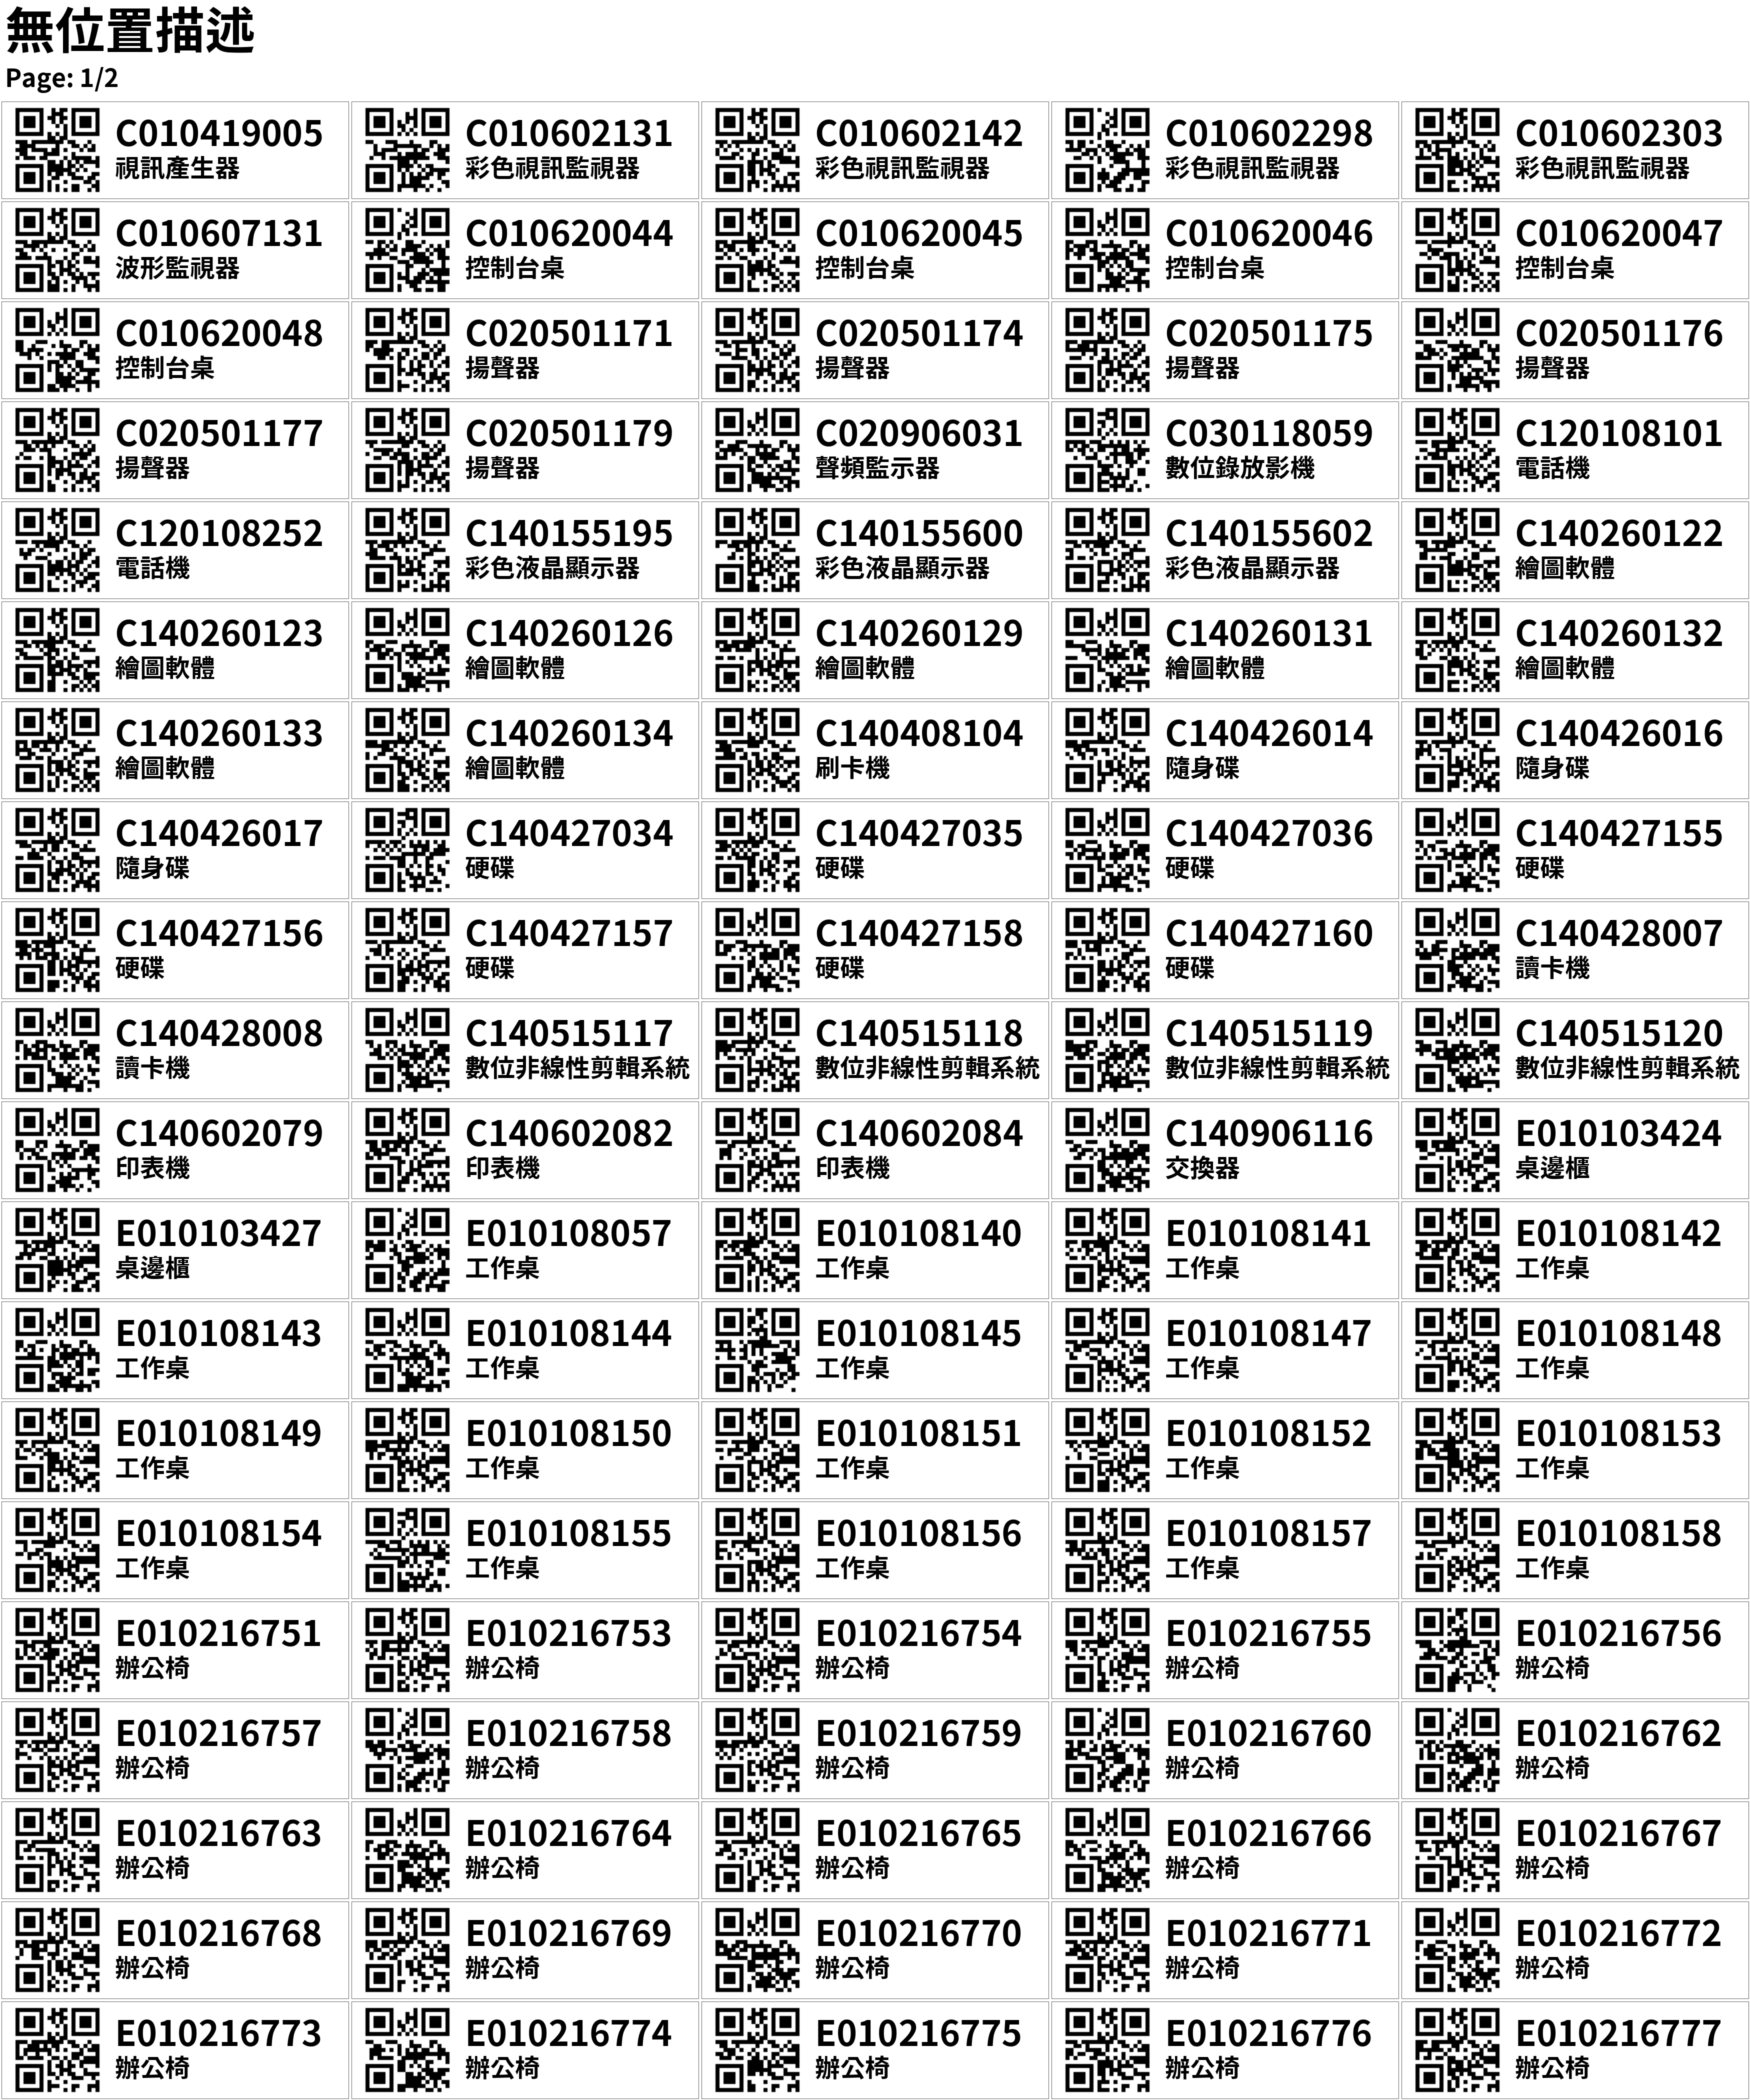 無位置描述
Page: 1/2
C010419005
視訊產生器
C010602131
彩色視訊監視器
C010602142
彩色視訊監視器
C010602298
彩色視訊監視器
C010602303
彩色視訊監視器
C010607131
波形監視器
C010620044
控制台桌
C010620045
控制台桌
C010620046
控制台桌
C010620047
控制台桌
C010620048
控制台桌
C020501171
揚聲器
C020501174
揚聲器
C020501175
揚聲器
C020501176
揚聲器
C020501177
揚聲器
C020501179
揚聲器
C020906031
聲頻監示器
C030118059
數位錄放影機
C120108101
電話機
C120108252
電話機
C140155195
彩色液晶顯示器
C140155600
彩色液晶顯示器
C140155602
彩色液晶顯示器
C140260122
繪圖軟體
C140260123
繪圖軟體
C140260126
繪圖軟體
C140260129
繪圖軟體
C140260131
繪圖軟體
C140260132
繪圖軟體
C140260133
繪圖軟體
C140260134
繪圖軟體
C140408104
刷卡機
C140426014
隨身碟
C140426016
隨身碟
C140426017
隨身碟
C140427034
硬碟
C140427035
硬碟
C140427036
硬碟
C140427155
硬碟
C140427156
硬碟
C140427157
硬碟
C140427158
硬碟
C140427160
硬碟
C140428007
讀卡機
C140428008
讀卡機
C140515117
數位非線性剪輯系統
C140515118
數位非線性剪輯系統
C140515119
數位非線性剪輯系統
C140515120
數位非線性剪輯系統
C140602079
印表機
C140602082
印表機
C140602084
印表機
C140906116
交換器
E010103424
桌邊櫃
E010103427
桌邊櫃
E010108057
工作桌
E010108140
工作桌
E010108141
工作桌
E010108142
工作桌
E010108143
工作桌
E010108144
工作桌
E010108145
工作桌
E010108147
工作桌
E010108148
工作桌
E010108149
工作桌
E010108150
工作桌
E010108151
工作桌
E010108152
工作桌
E010108153
工作桌
E010108154
工作桌
E010108155
工作桌
E010108156
工作桌
E010108157
工作桌
E010108158
工作桌
E010216751
辦公椅
E010216753
辦公椅
E010216754
辦公椅
E010216755
辦公椅
E010216756
辦公椅
E010216757
辦公椅
E010216758
辦公椅
E010216759
辦公椅
E010216760
辦公椅
E010216762
辦公椅
E010216763
辦公椅
E010216764
辦公椅
E010216765
辦公椅
E010216766
辦公椅
E010216767
辦公椅
E010216768
辦公椅
E010216769
辦公椅
E010216770
辦公椅
E010216771
辦公椅
E010216772
辦公椅
E010216773
辦公椅
E010216774
辦公椅
E010216775
辦公椅
E010216776
辦公椅
E010216777
辦公椅